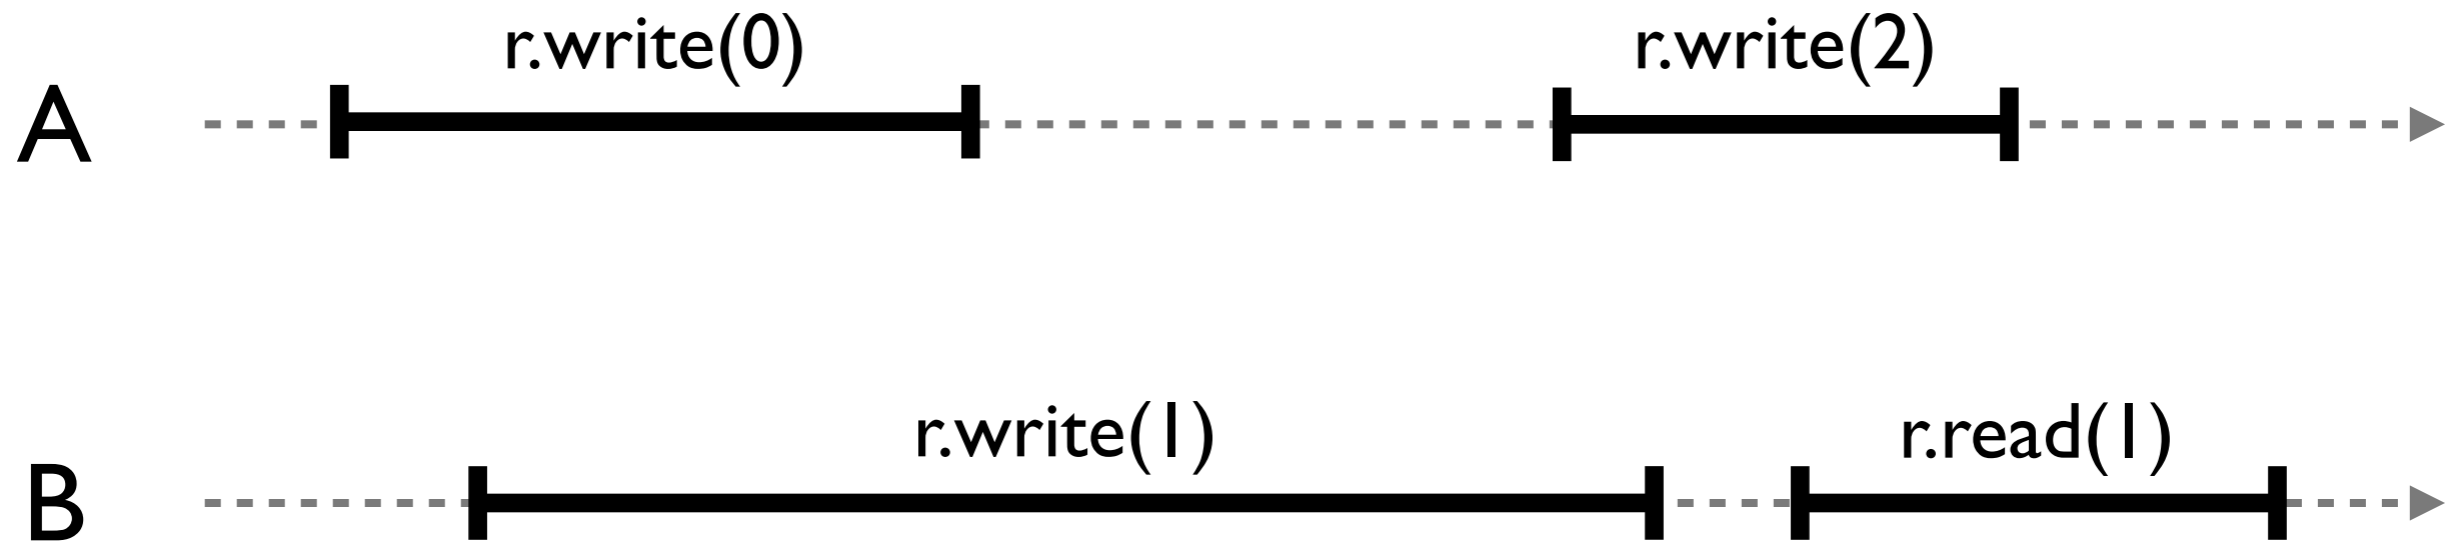 r.write(0) r.write(2)
A
r.write(1) r.read(1)
B